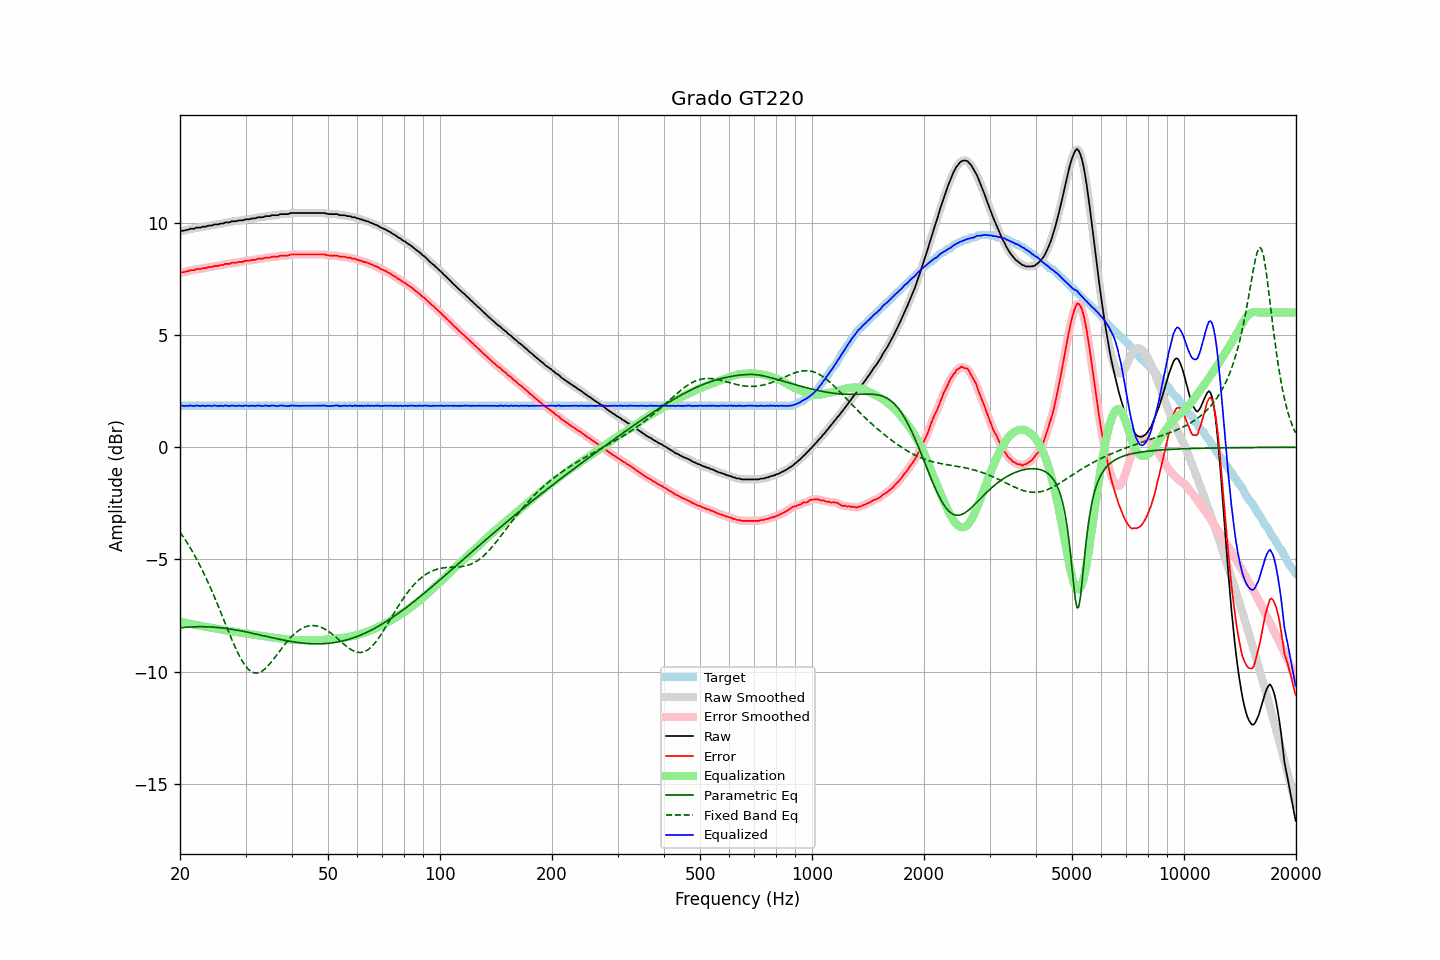 Grado GT220
Amplitude (dBr)
10
5
0
−5
−10
−15
20
50
100
200
500
1000
2000
5000
10000
20000
Frequency (Hz)
Target
Raw Smoothed
Error Smoothed
Raw
Error
Equalization
Parametric Eq
Fixed Band Eq
Equalized